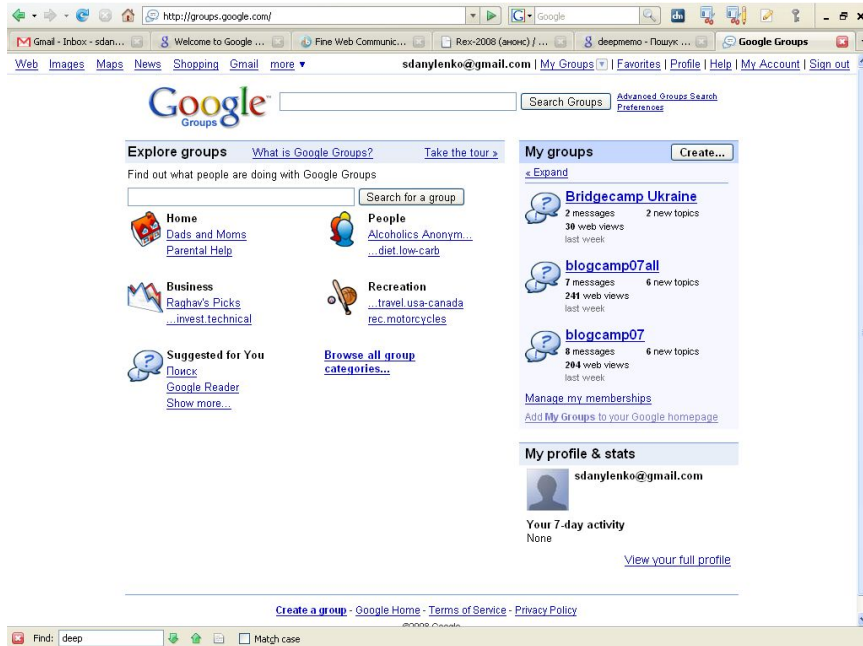 http://groups.google.com/
Google
Gmail - Inbox - sdan...
Welcome to Google ...
Fine Web Communic...
Rex-2008 (анонс) / ...
deepmemo - Пошук ...
Google Groups
Web Images Maps News Shopping Gmail more ▼
sdanylenko@gmail.com | My Groups | Favorites | Profile | Help | My Account | Sign out
Google Groups
Search Groups
Advanced Groups Search
Preferences
Explore groups What is Google Groups? Take the tour »
Find out what people are doing with Google Groups
Search for a group
Home
Dads and Moms
Parental Help
People
Alcoholics Anonym...
...diet.low-carb
Business
Raghav's Picks
...invest.technical
Recreation
...travel.usa-canada
rec.motorcycles
Suggested for You
Поиск
Google Reader
Show more...
Browse all group
categories...
My groups Create...
« Expand
Bridgecamp Ukraine
2 messages 2 new topics
30 web views
last week
blogcamp07all
7 messages 6 new topics
241 web views
last week
blogcamp07
8 messages 6 new topics
204 web views
last week
Manage my memberships
Add My Groups to your Google homepage
My profile & stats
sdanylenko@gmail.com
Your 7-day activity
None
View your full profile
Create a group - Google Home - Terms of Service - Privacy Policy
©2008 Google
Find: deep
Match case